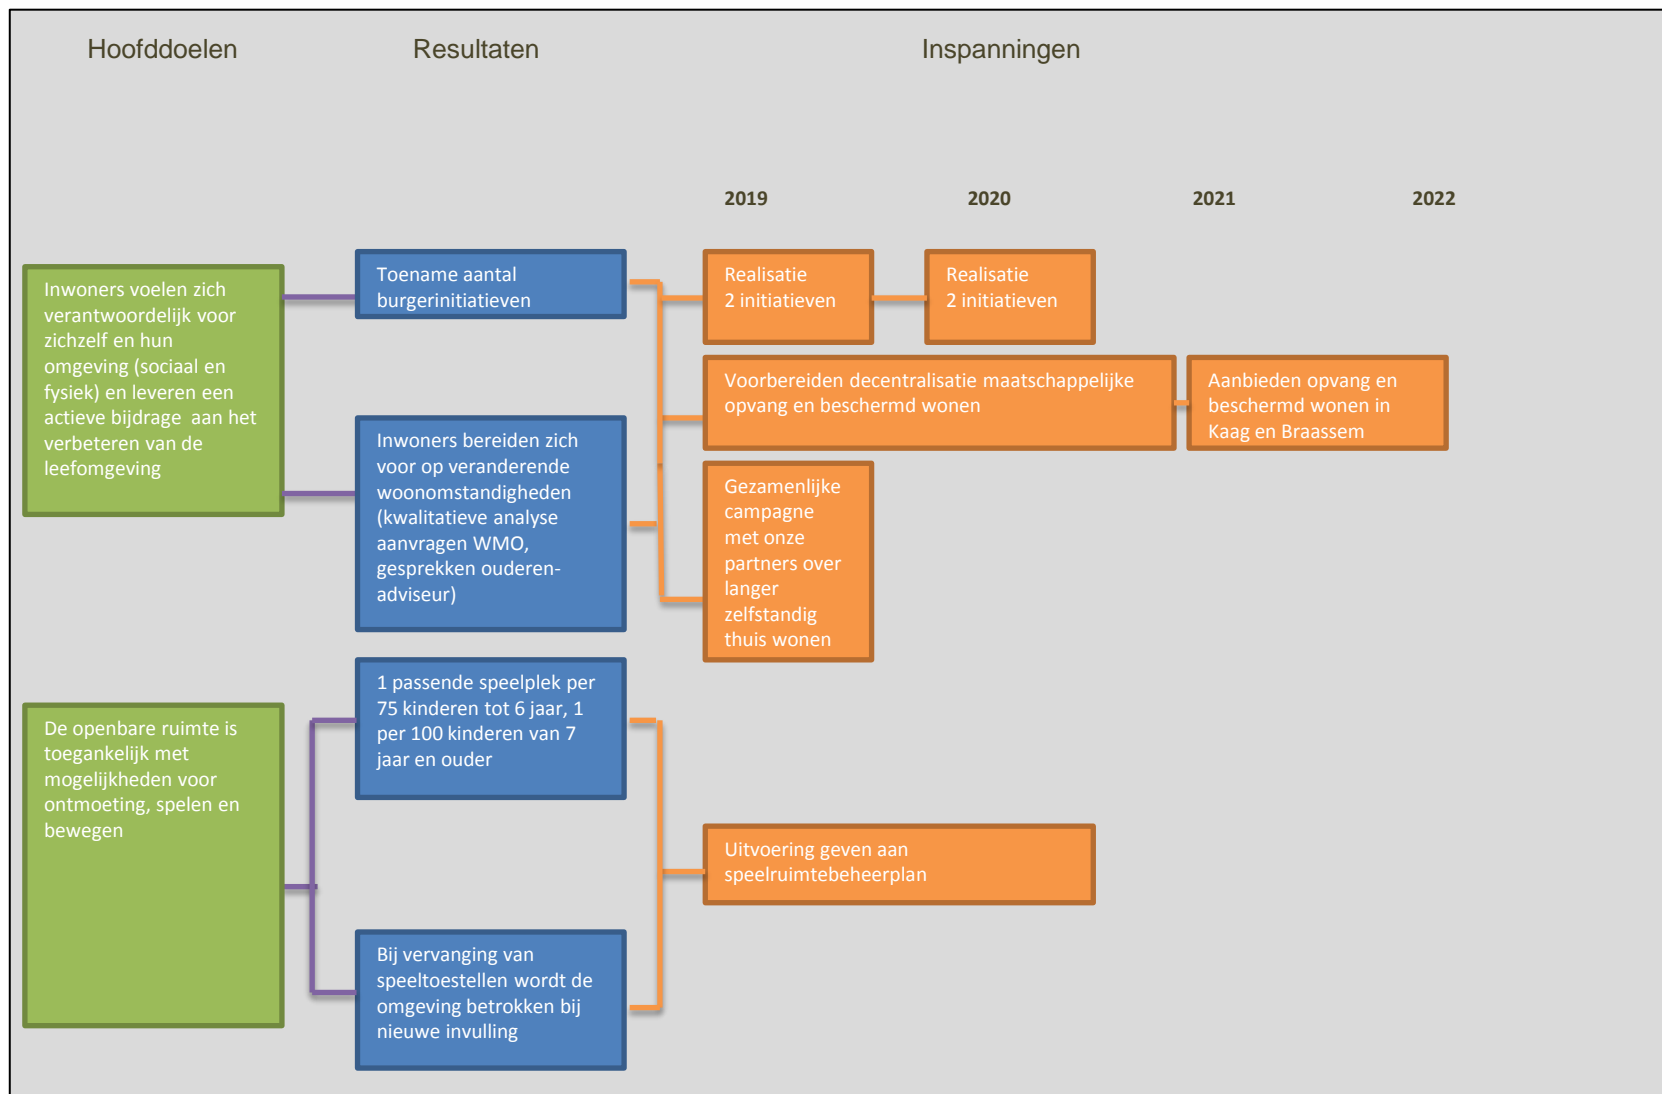 Hoofddoelen
Resultaten
Inspanningen
2019
2020
2021
2022
Inwoners voelen zich
verantwoordelijk voor
zichzelf en hun
omgeving (sociaal en
fysiek) en leveren een
actieve bijdrage aan het
verbeteren van de
leefomgeving
Toename aantal
burgerinitiatieven
Realisatie
2 initiatieven
Realisatie
2 initiatieven
Voorbereiden decentralisatie maatschappelijke
opvang en beschermd wonen
Aanbieden opvang en
beschermd wonen in
Kaag en Braassem
Inwoners bereiden zich
voor op veranderende
woonomstandigheden
(kwalitatieve analyse
aanvragen WMO,
gesprekken ouderen-
adviseur)
Gezamenlijke
campagne
met onze
partners over
langer
zelfstandig
thuis wonen
De openbare ruimte is
toegankelijk met
mogelijkheden voor
ontmoeting, spelen en
bewegen
1 passende speelplek per
75 kinderen tot 6 jaar, 1
per 100 kinderen van 7
jaar en ouder
Uitvoering geven aan
speelruimtebeheerplan
Bij vervanging van
speeltoestellen wordt de
omgeving betrokken bij
nieuwe invulling